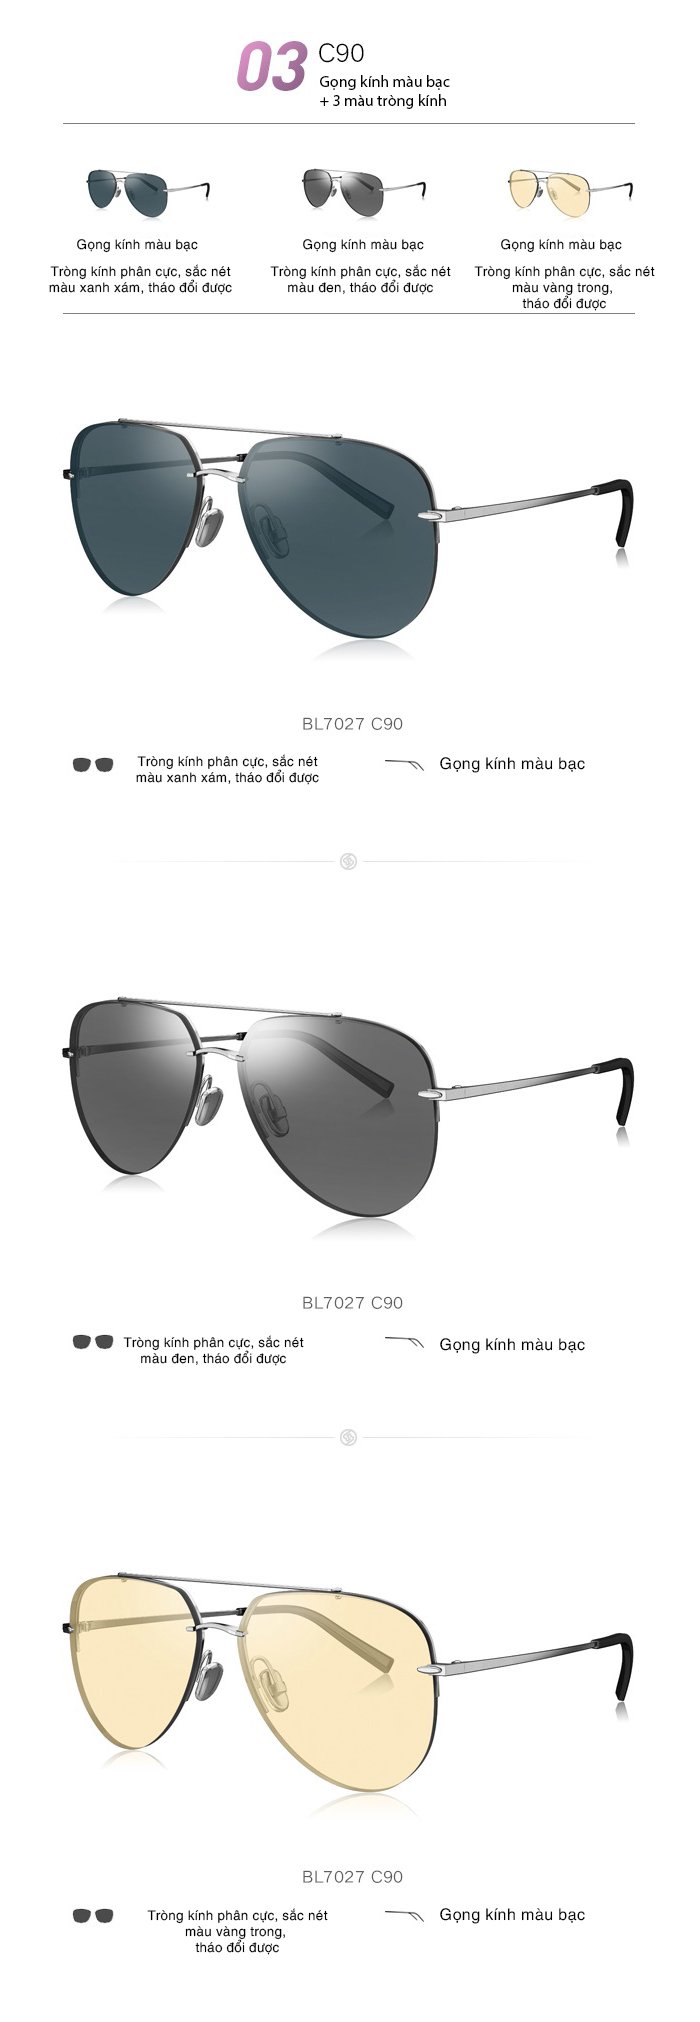 03 C90
Gọng kính màu bạc
+ 3 màu tròng kính
Gọng kính màu bạc
Tròng kính phân cực, sắc nét
màu xanh xám, tháo đổi được
Gọng kính màu bạc
Tròng kính phân cực, sắc nét
màu đen, tháo đổi được
Gọng kính màu bạc
Tròng kính phân cực, sắc nét
màu vàng trong,
tháo đổi được
BL7027 C90
Tròng kính phân cực, sắc nét
màu xanh xám, tháo đổi được
Gọng kính màu bạc
BL7027 C90
Tròng kính phân cực, sắc nét
màu đen, tháo đổi được
Gọng kính màu bạc
BL7027 C90
Tròng kính phân cực, sắc nét
màu vàng trong,
tháo đổi được
Gọng kính màu bạc